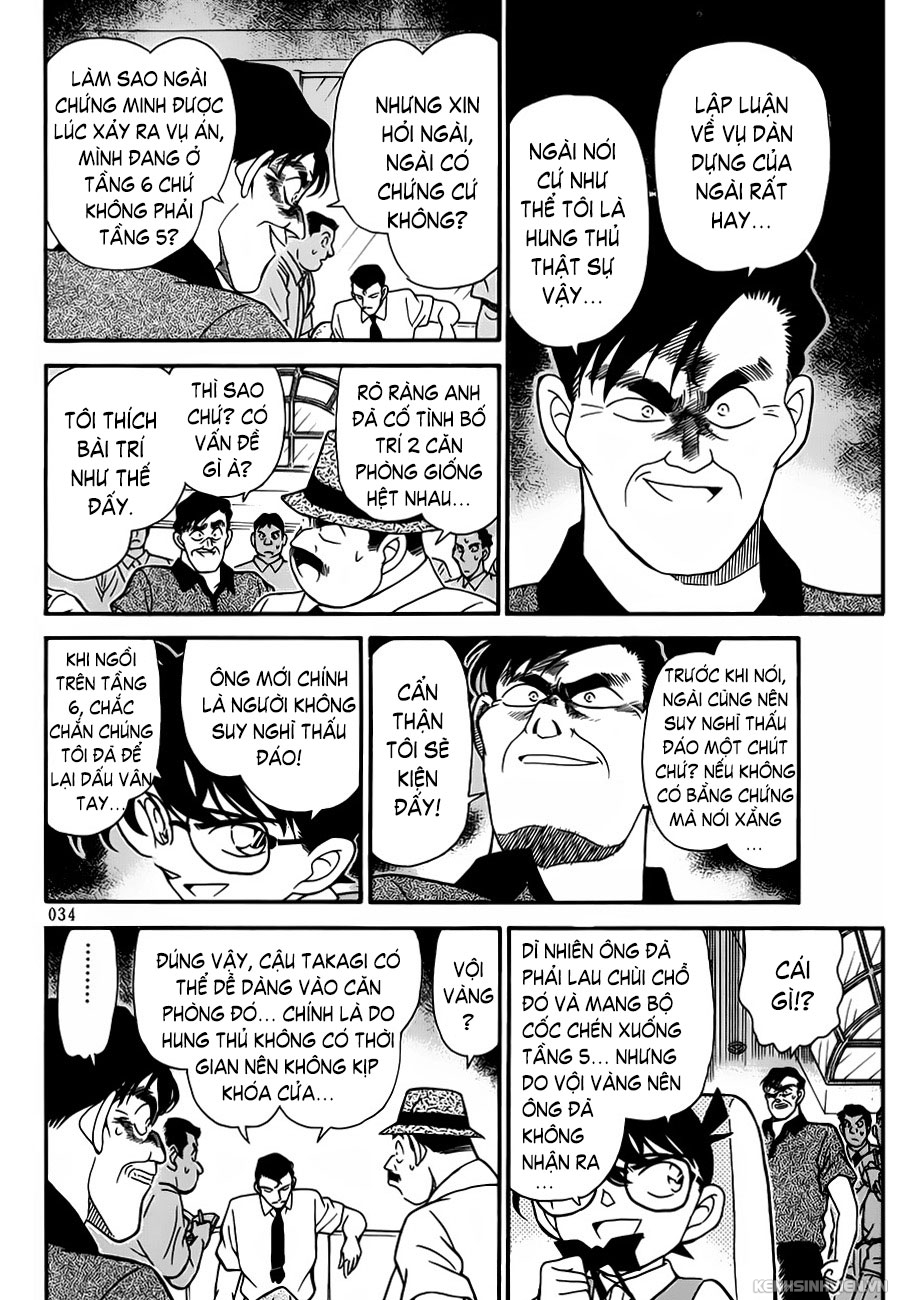 LẬP LUẬN
VỀ VỤ DÀN
DỰNG CỦA
NGÀI RẤT
HAY...
NGÀI NÓI
CỨ NHƯ
THỂ TÔI LÀ
HUNG THỦ
THẬT SỰ
VẬY...
NHƯNG XIN
HỎI NGÀI,
NGÀI CÓ
CHỨNG CỨ
KHÔNG?
LÀM SAO NGÀI
CHỨNG MINH ĐƯỢC
LÚC XẢY RA VỤ ÁN,
MÌNH ĐANG Ở
TẦNG 6 CHỨ
KHÔNG PHẢI
TẦNG 5?
RÕ RÀNG ANH
ĐÃ CỐ TÌNH BỐ
TRÍ 2 CĂN
PHÒNG GIỐNG
HỆT NHAU...
THÌ SAO
CHỨ? CÓ
VẤN ĐỀ
GÌ À?
TÔI THÍCH
BÀI TRÍ
NHƯ THẾ
ĐẤY.
TRƯỚC KHI NÓI,
NGÀI CŨNG NÊN
SUY NGHĨ THẤU
ĐÁO MỘT CHÚT
CHỨ? NẾU KHÔNG
CÓ BẰNG CHỨNG
MÀ NÓI XẰNG
...
CẨN
THẬN
TÔI SẼ
KIỆN
ĐẤY!
ÔNG MỚI CHÍNH
LÀ NGƯỜI KHÔNG
SUY NGHĨ THẤU
ĐÁO!
KHI NGỒI
TRÊN TẦNG
6, CHẮC
CHẮN CHÚNG
TÔI ĐÃ ĐỂ
LẠI DẤU VÂN
TAY...
034
CÁI
GÌ!?
DĨ NHIÊN ÔNG ĐÃ
PHẢI LAU CHÙI CHỖ
ĐÓ VÀ MANG BỘ
CỐC CHÉN XUỐNG
TẦNG 5... NHƯNG
DO VỘI VÀNG NÊN
ÔNG ĐÃ
KHÔNG
NHẬN RA
...
VỘI
VÀNG
?
ĐÚNG VẬY, CẬU TAKAGI CÓ
THỂ DỄ DÀNG VÀO CĂN
PHÒNG ĐÓ... CHÍNH LÀ DO
HUNG THỦ KHÔNG CÓ THỜI
GIAN NÊN KHÔNG KỊP
KHÓA CỬA...
........
KENHSINHVIEN.VN